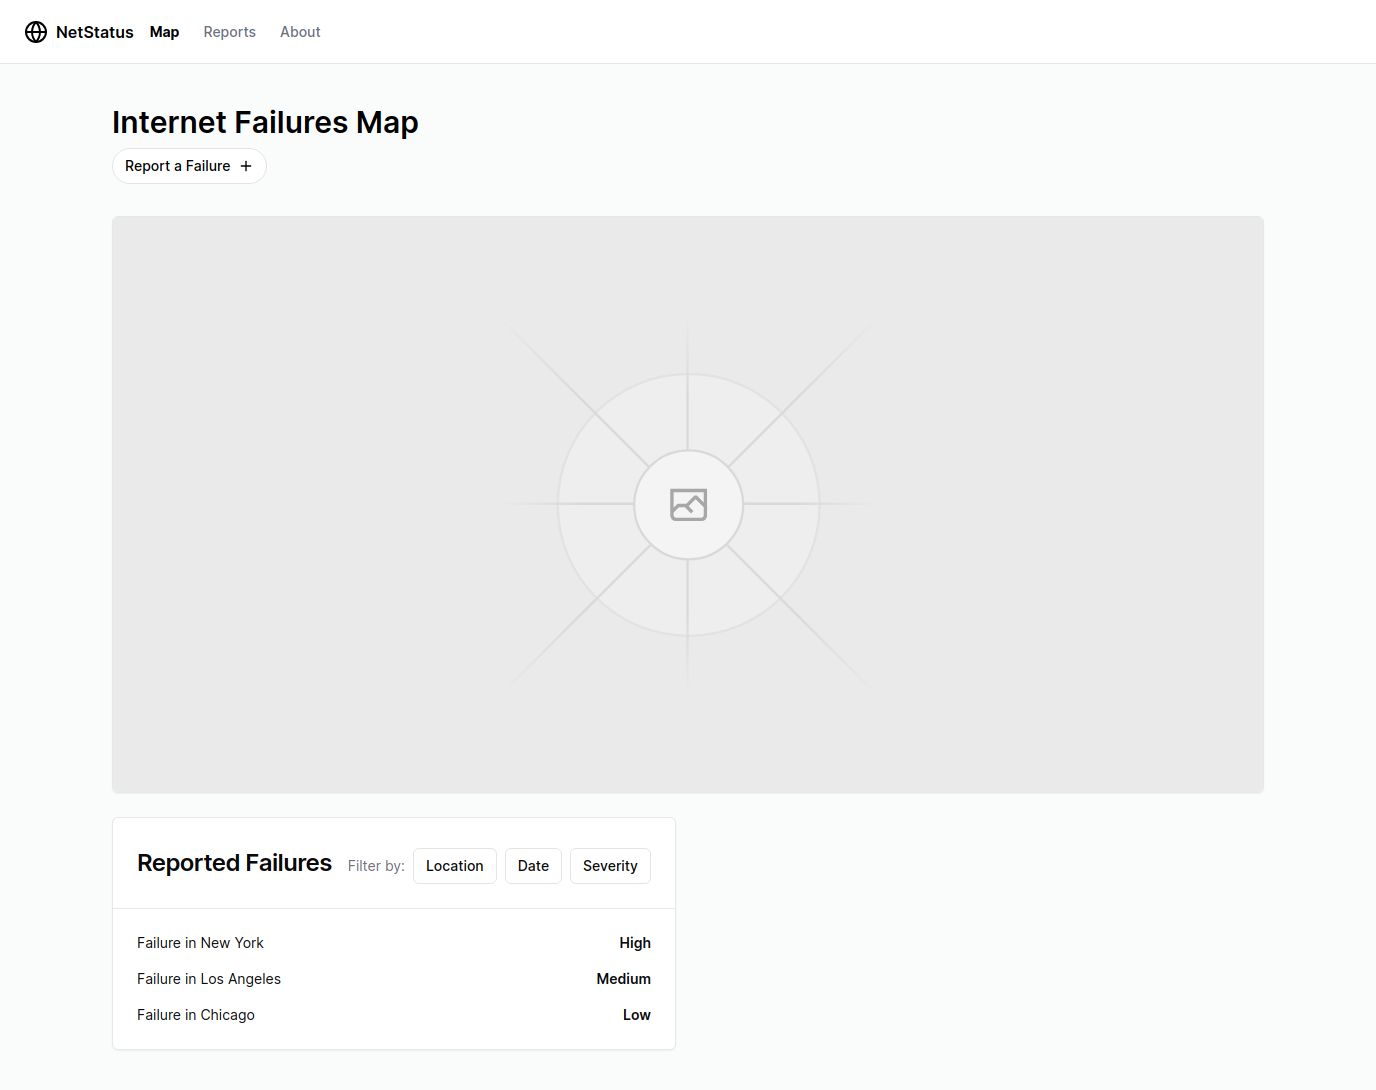 NetStatus Map Reports About
Internet Failures Map
Report a Failure
Reported Failures Filter by: Location Date Severity
Failure in New York High
Failure in Los Angeles Medium
Failure in Chicago Low